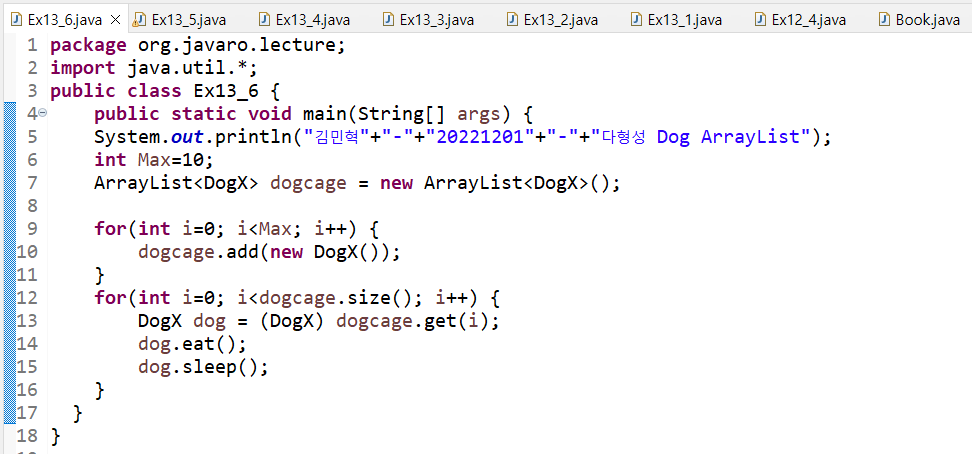 Ex13_6.java Ex13_5.java Ex13_4.java Ex13_3.java Ex13_2.java Ex13_1.java Ex12_4.java Book.java
1 package org.javaro.lecture;
2 import java.util.*;
3 public class Ex13_6 {
4 public static void main(String[] args) {
5 System.out.println("김민혁"+"-"+"20221201"+"-"+"다형성 Dog ArrayList");
6 int Max=10;
7 ArrayList<DogX> dogcage = new ArrayList<DogX>();
8
9 for(int i=0; i<Max; i++) {
10 dogcage.add(new DogX());
11 }
12 for(int i=0; i<dogcage.size(); i++) {
13 DogX dog = (DogX) dogcage.get(i);
14 dog.eat();
15 dog.sleep();
16 }
17 }
18 }